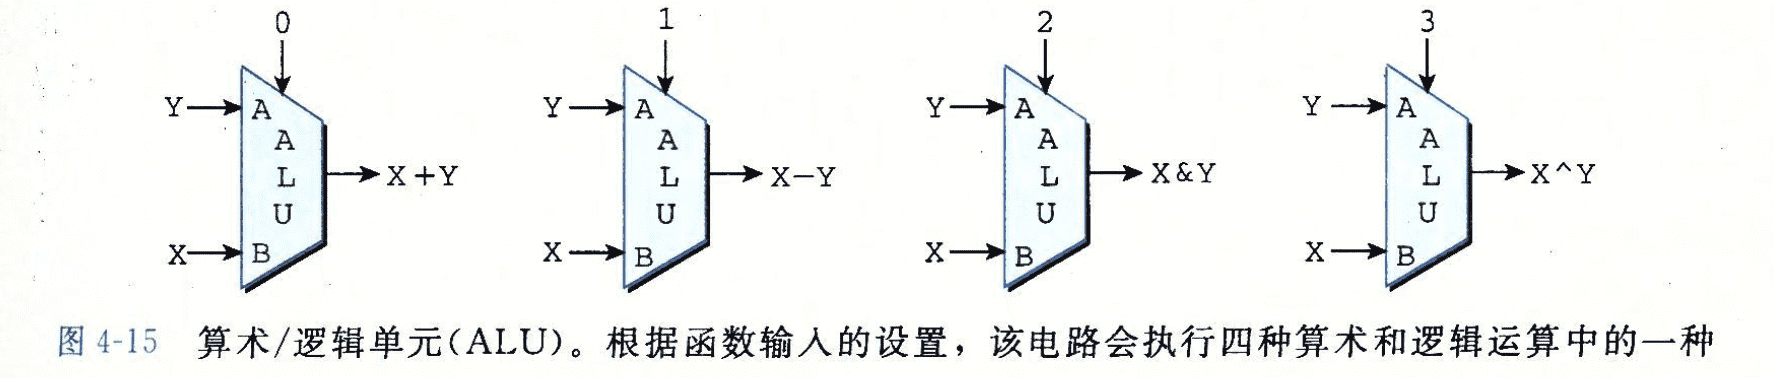 0 1 2 3
Y A Y A Y A Y A
A A A A
L X+Y L X−Y L X&Y L X^Y
U U U U
X B X B X B X B
图 4-15 算术/逻辑单元(ALU)。根据函数输入的设置，该电路会执行四种算术和逻辑运算中的一种